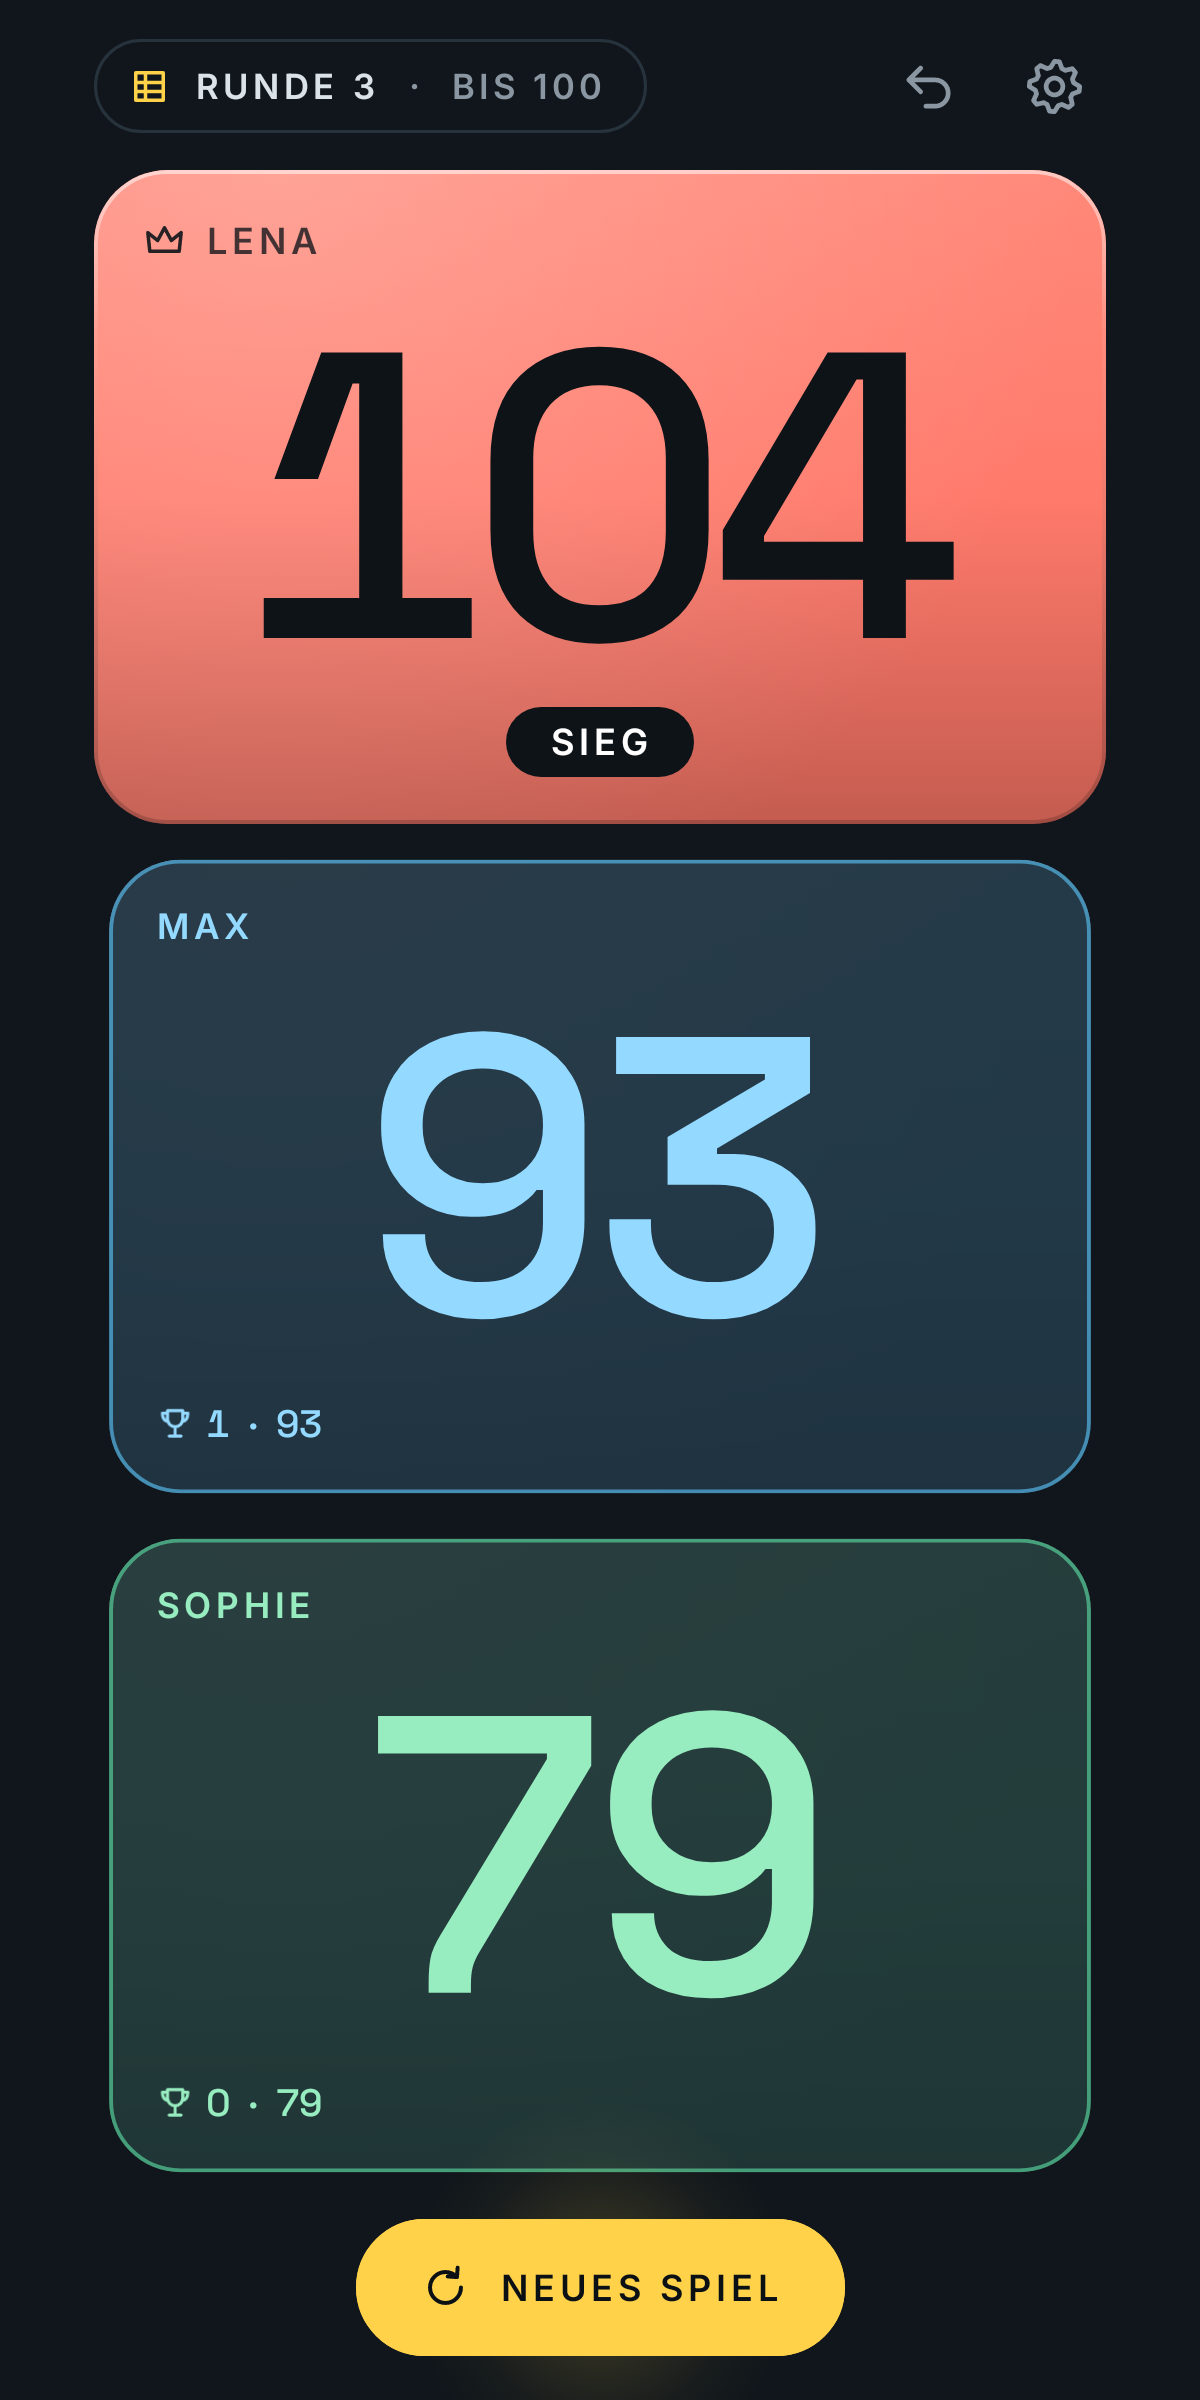 RUNDE 3 · BIS 100
LENA
104
SIEG
MAX
93
1 · 93
SOPHIE
79
0 · 79
NEUES SPIEL